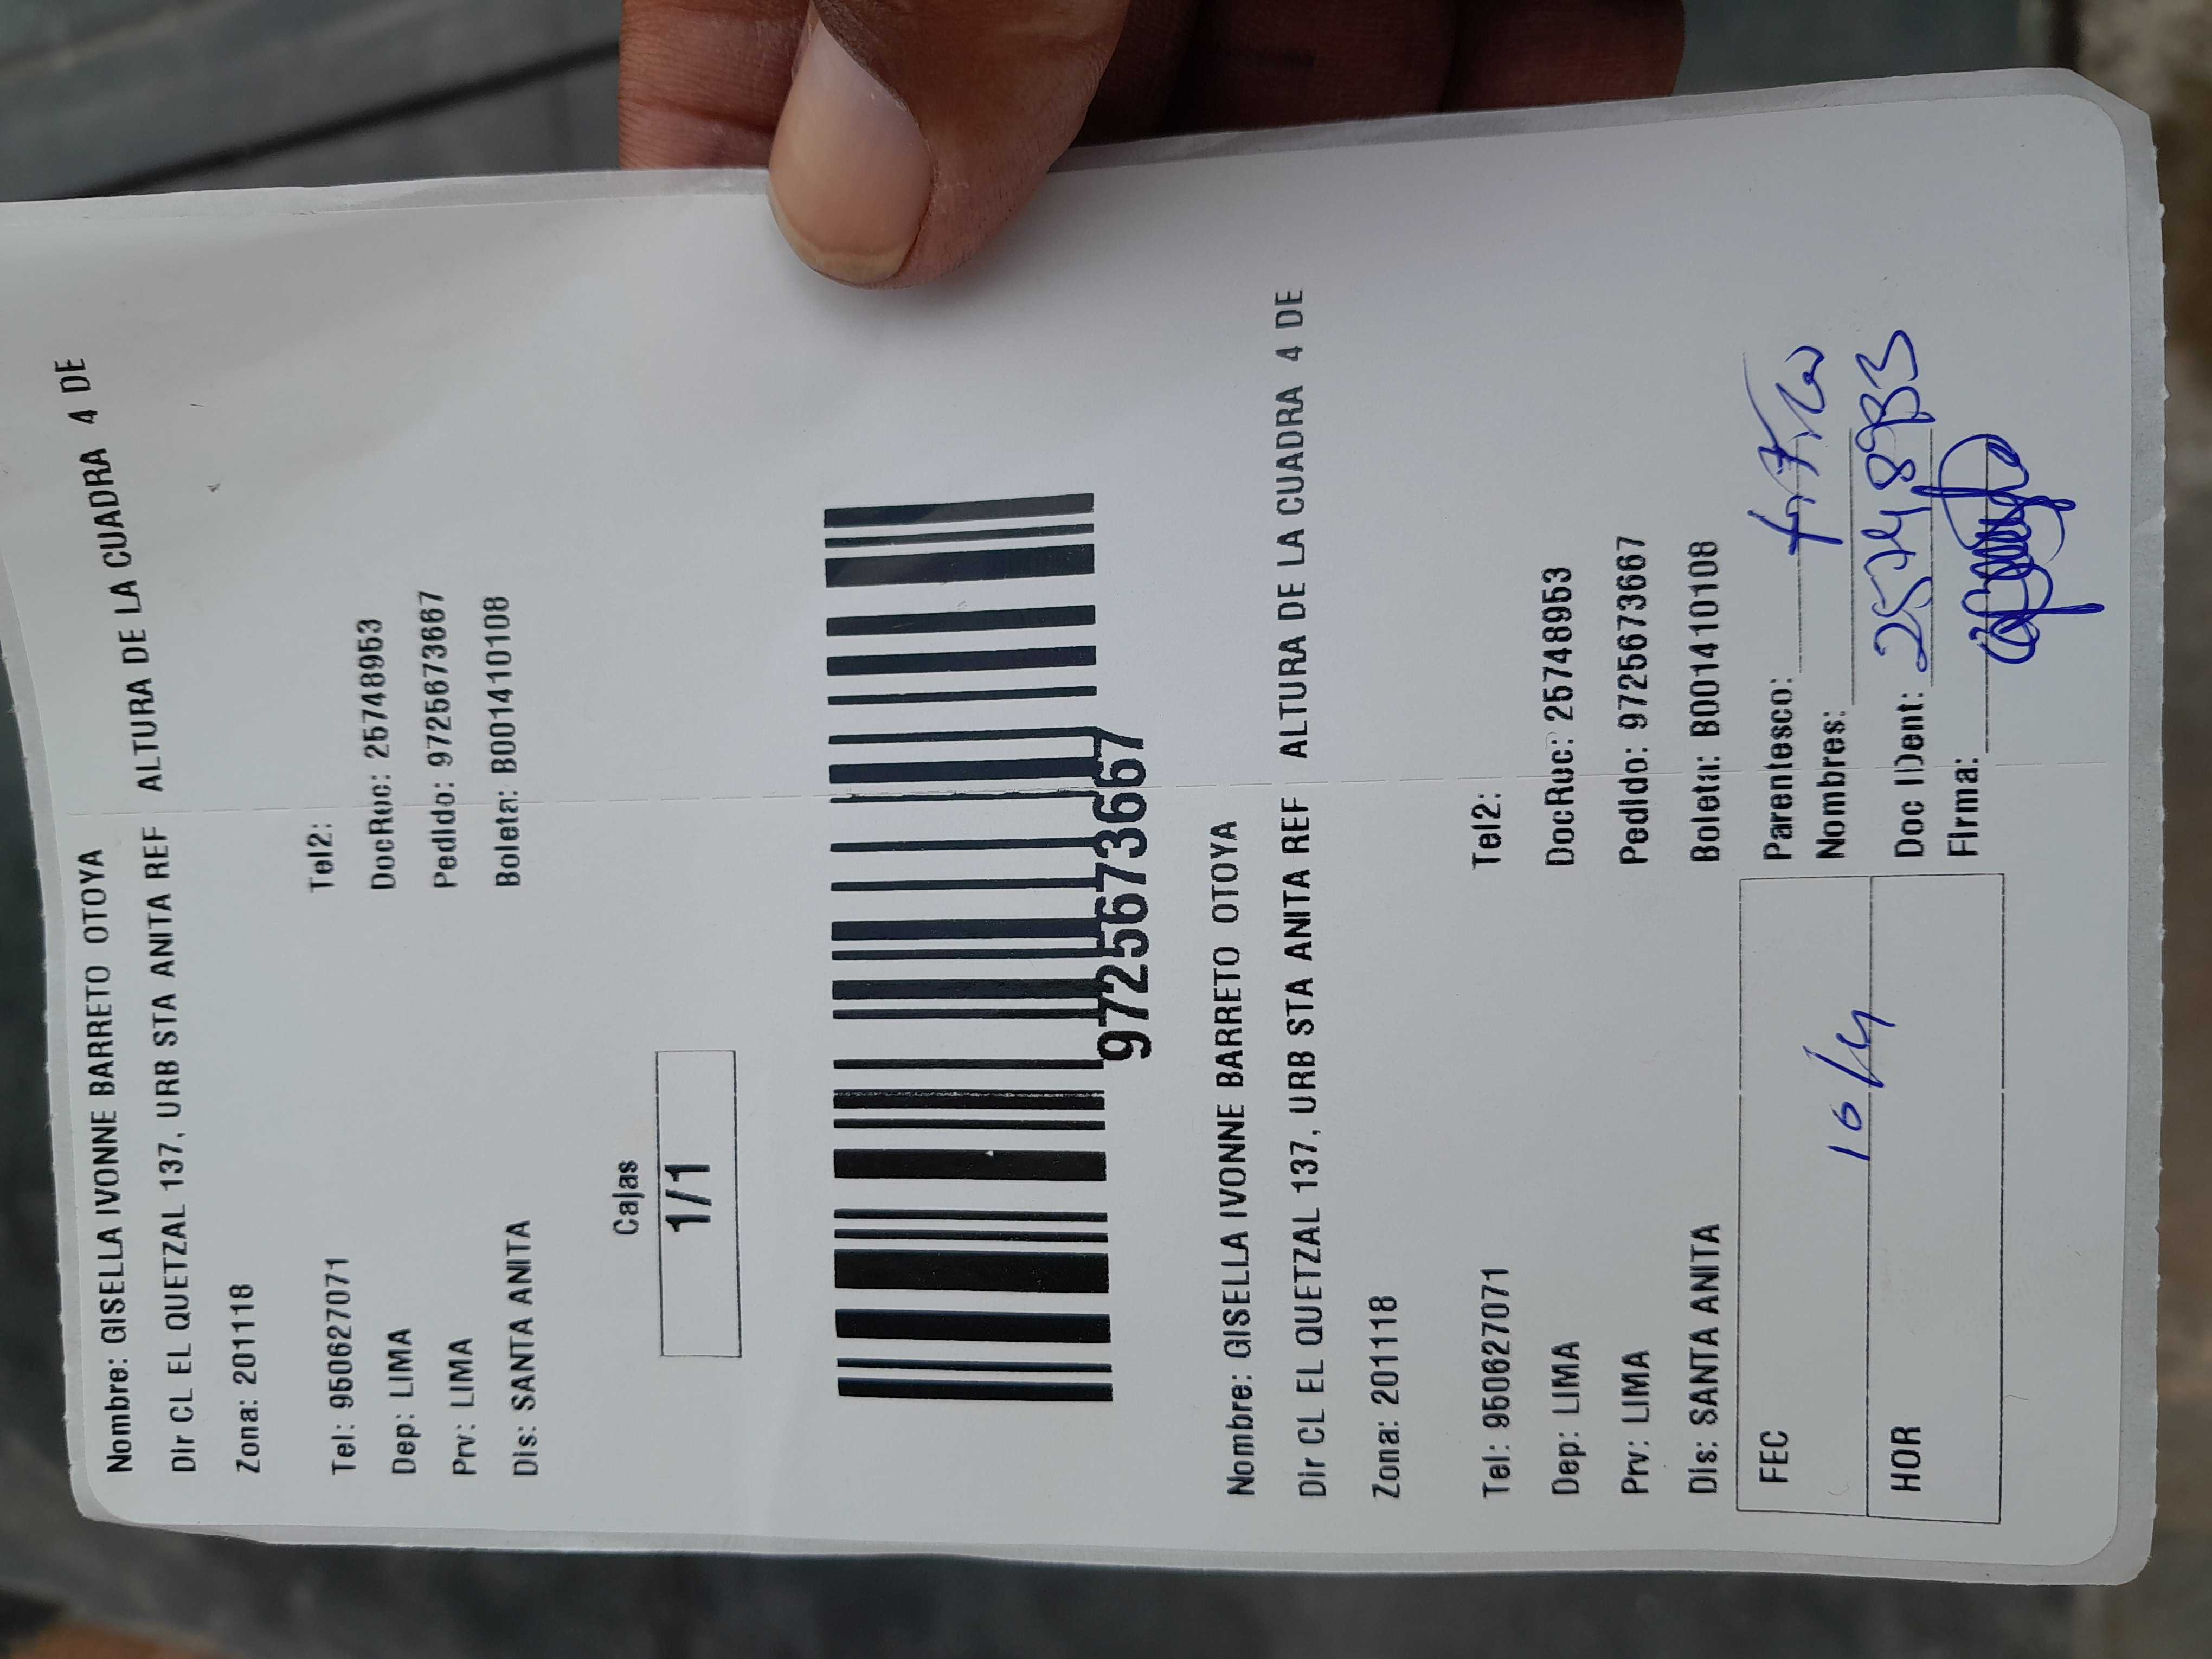 Nombre: GISELLA IVONNE BARRETO OTOYA
Dir CL EL QUETZAL 137, URB STA ANITA REF ALTURA DE LA CUADRA 4 DE
Zona: 201118
Tel: 950627071 Tel2:
Dep: LIMA DocRuc: 25748953
Prv: LIMA Pedido: 97256673667
Dis: SANTA ANITA Boleta: B001410108
Cajas
1/1
97256673667
Nombre: GISELLA IVONNE BARRETO OTOYA
Dir CL EL QUETZAL 137, URB STA ANITA REF ALTURA DE LA CUADRA 4 DE
Zona: 201118
Tel: 950627071 Tel2:
Dep: LIMA DocRuc: 25748953
Prv: LIMA Pedido: 97256673667
Dis: SANTA ANITA Boleta: B001410108
FEC 10/4
HOR
Parentesco:
Nombres:
Doc IDent:
Firma: